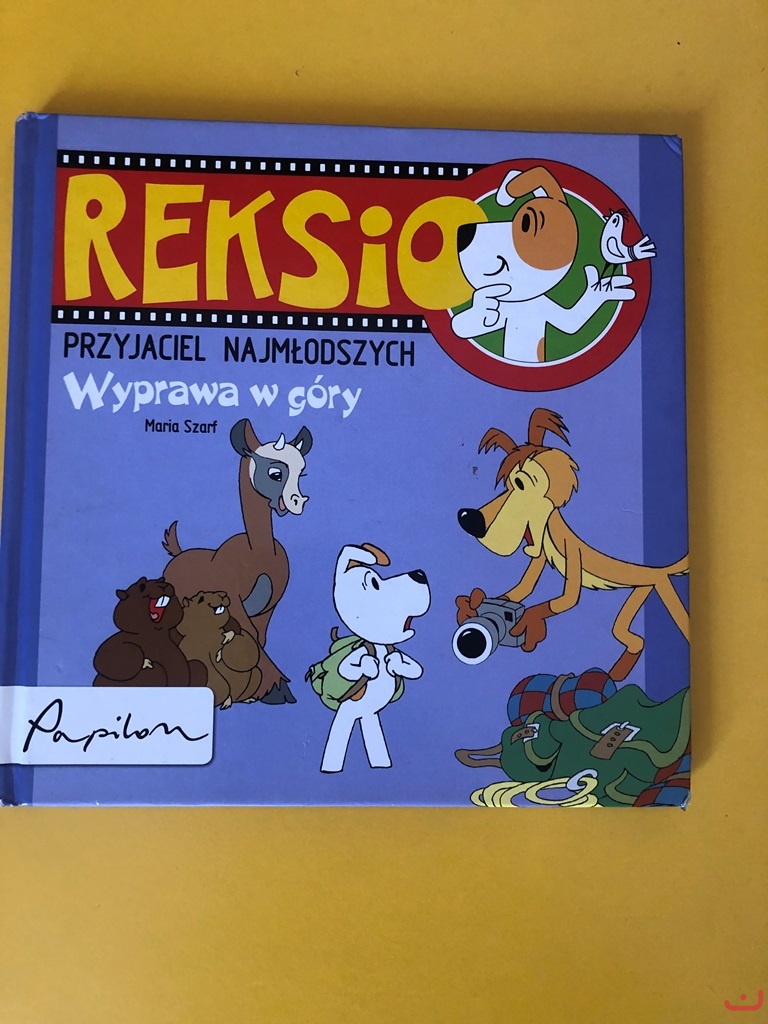 REKSiO
PRZYJACIEL NAJMŁODSZYCH
Wyprawa w góry
Maria Szarf
Papilon